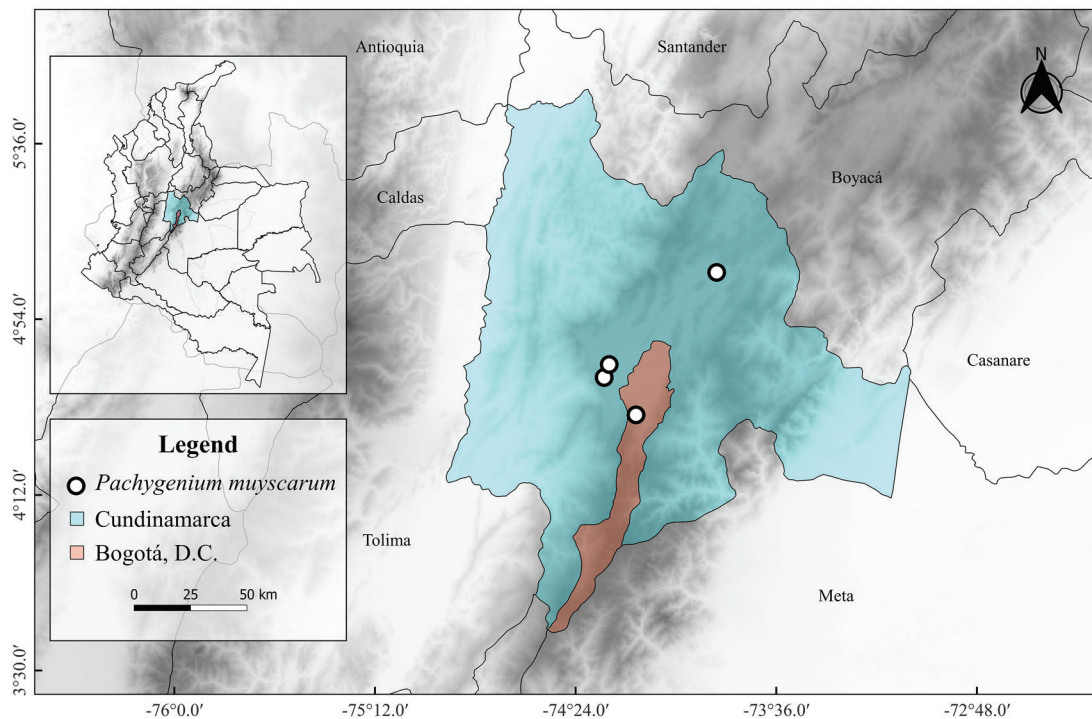 Antioquia
Santander
N
5°36.0'
Boyacá
Caldas
4°54.0'
Casanare
Legend
Pachygenium muyscarum
4°12.0'
Cundinamarca
Tolima
Bogotá, D.C.
Meta
0 25 50 km
3°30.0'
-76°0.0' -75°12.0' -74°24.0' -73°36.0' -72°48.0'